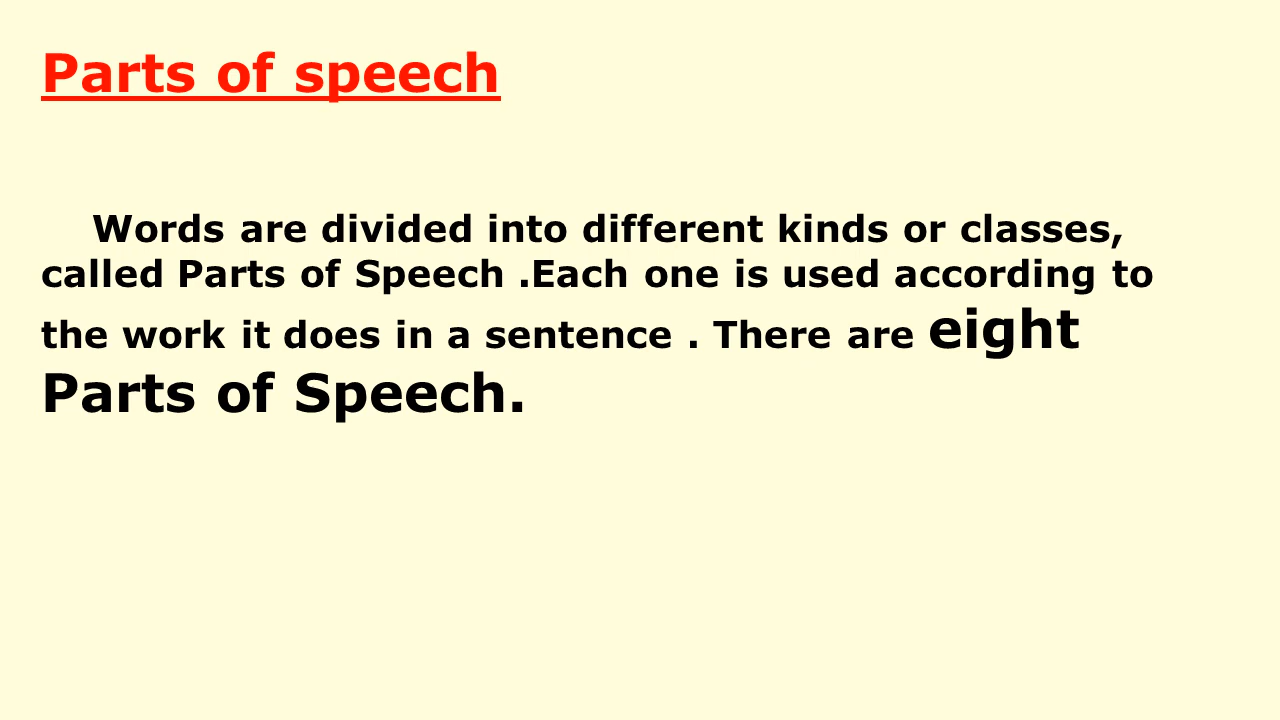 Parts of speech
Words are divided into different kinds or classes,
called Parts of Speech .Each one is used according to
the work it does in a sentence . There are eight
Parts of Speech.